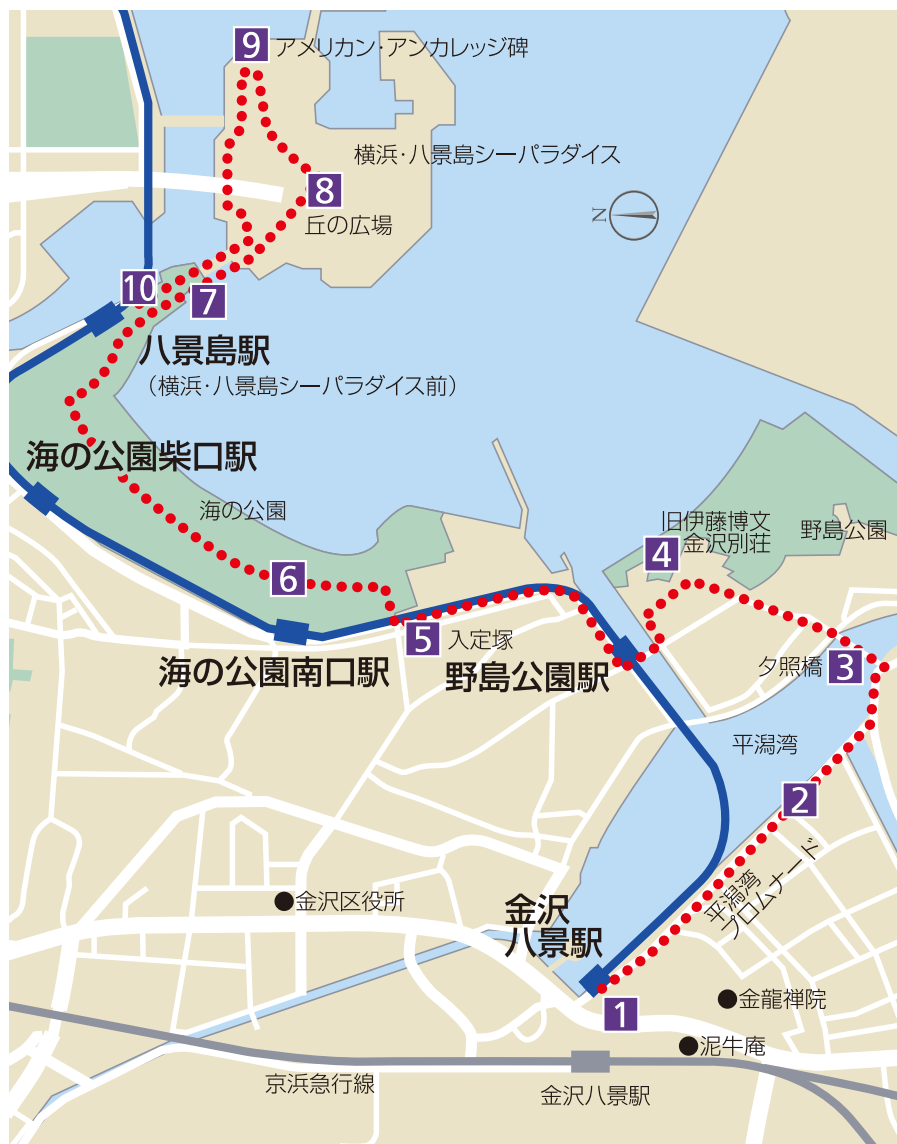 9
アメリカン・アンカレッジ碑
横浜・八景島シーパラダイス
8
丘の広場
N
10
7
八景島駅
（横浜・八景島シーパラダイス前）
海の公園柴口駅
海の公園
旧伊藤博文
金沢別荘
野島公園
4
6
5
入定塚
海の公園南口駅
野島公園駅
夕照橋
3
平潟湾
2
平潟湾
プロムナード
金沢区役所
金沢
八景駅
1
金龍禅院
泥牛庵
京浜急行線
金沢八景駅